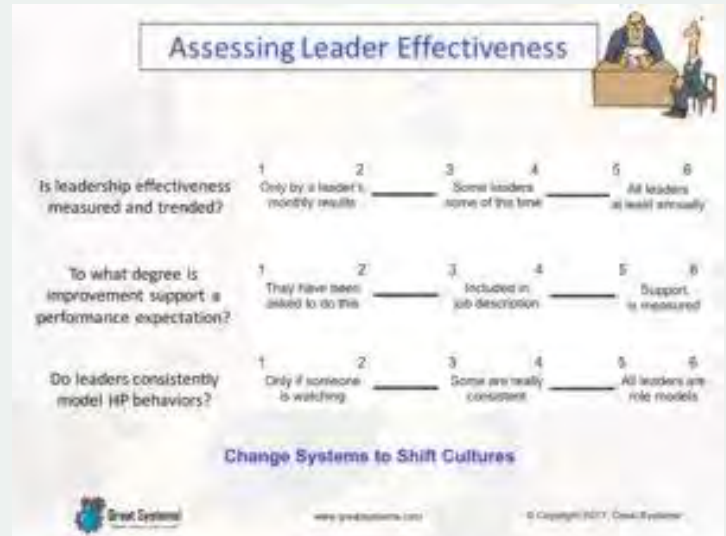 Assessing Leader Effectiveness
1 2 3 4 5 6
Is leadership effectiveness
measured and trended?
Only by a leader's
monthly results
Some leaders
some of the time
All leaders
at least annually
1 2 3 4 5 6
To what degree is
improvement support a
performance expectation?
They have been
asked to do this
Included in
job description
Support
is measured
1 2 3 4 5 6
Do leaders consistently
model HP behaviors?
Only if someone
is watching
Some are really
consistent
All leaders are
role models
Change Systems to Shift Cultures
Great Systems!
www.greatsystems.com
© Copyright 2017, Great Systems!